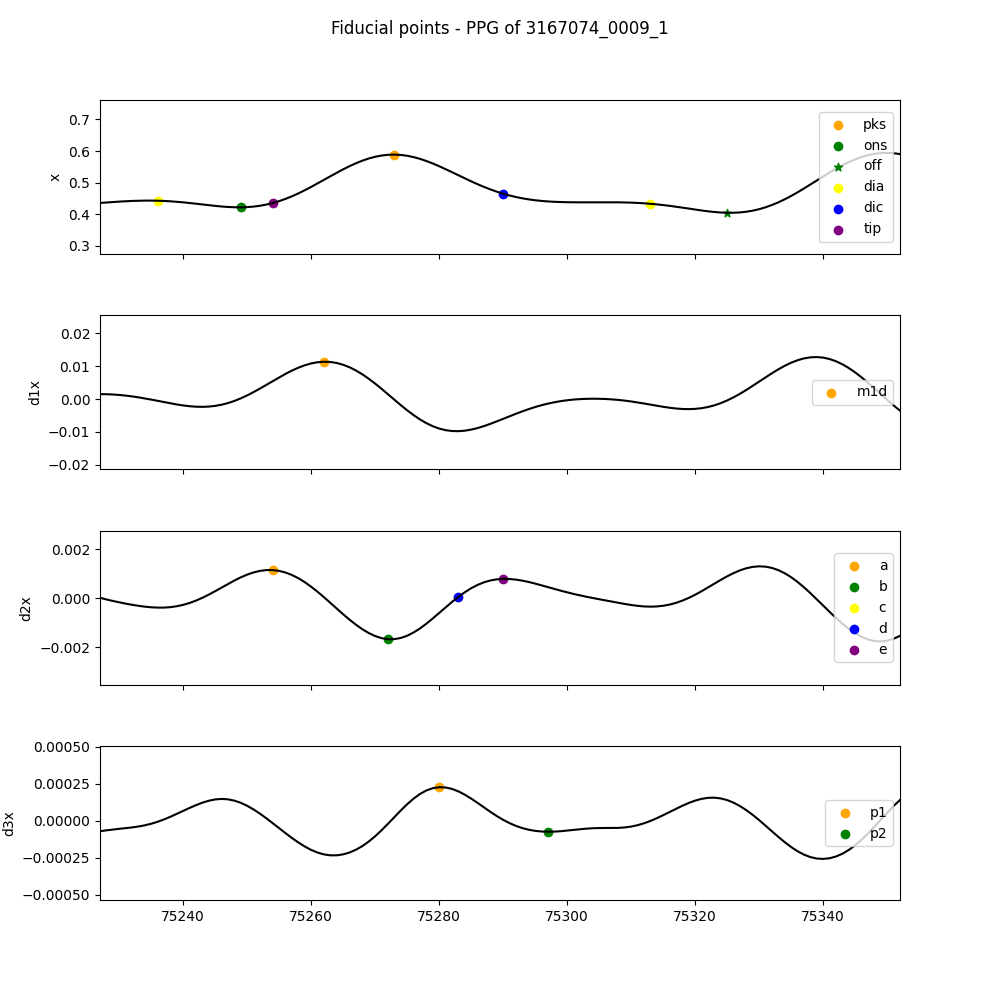 Fiducial points - PPG of 3167074_0009_1
0.7
0.6
0.5
0.4
0.3
x
pks
ons
off
dia
dic
tip
0.02
0.01
0.00
−0.01
−0.02
d1x
m1d
0.002
0.000
−0.002
d2x
a
b
c
d
e
0.00050
0.00025
0.00000
−0.00025
−0.00050
d3x
p1
p2
75240 75260 75280 75300 75320 75340